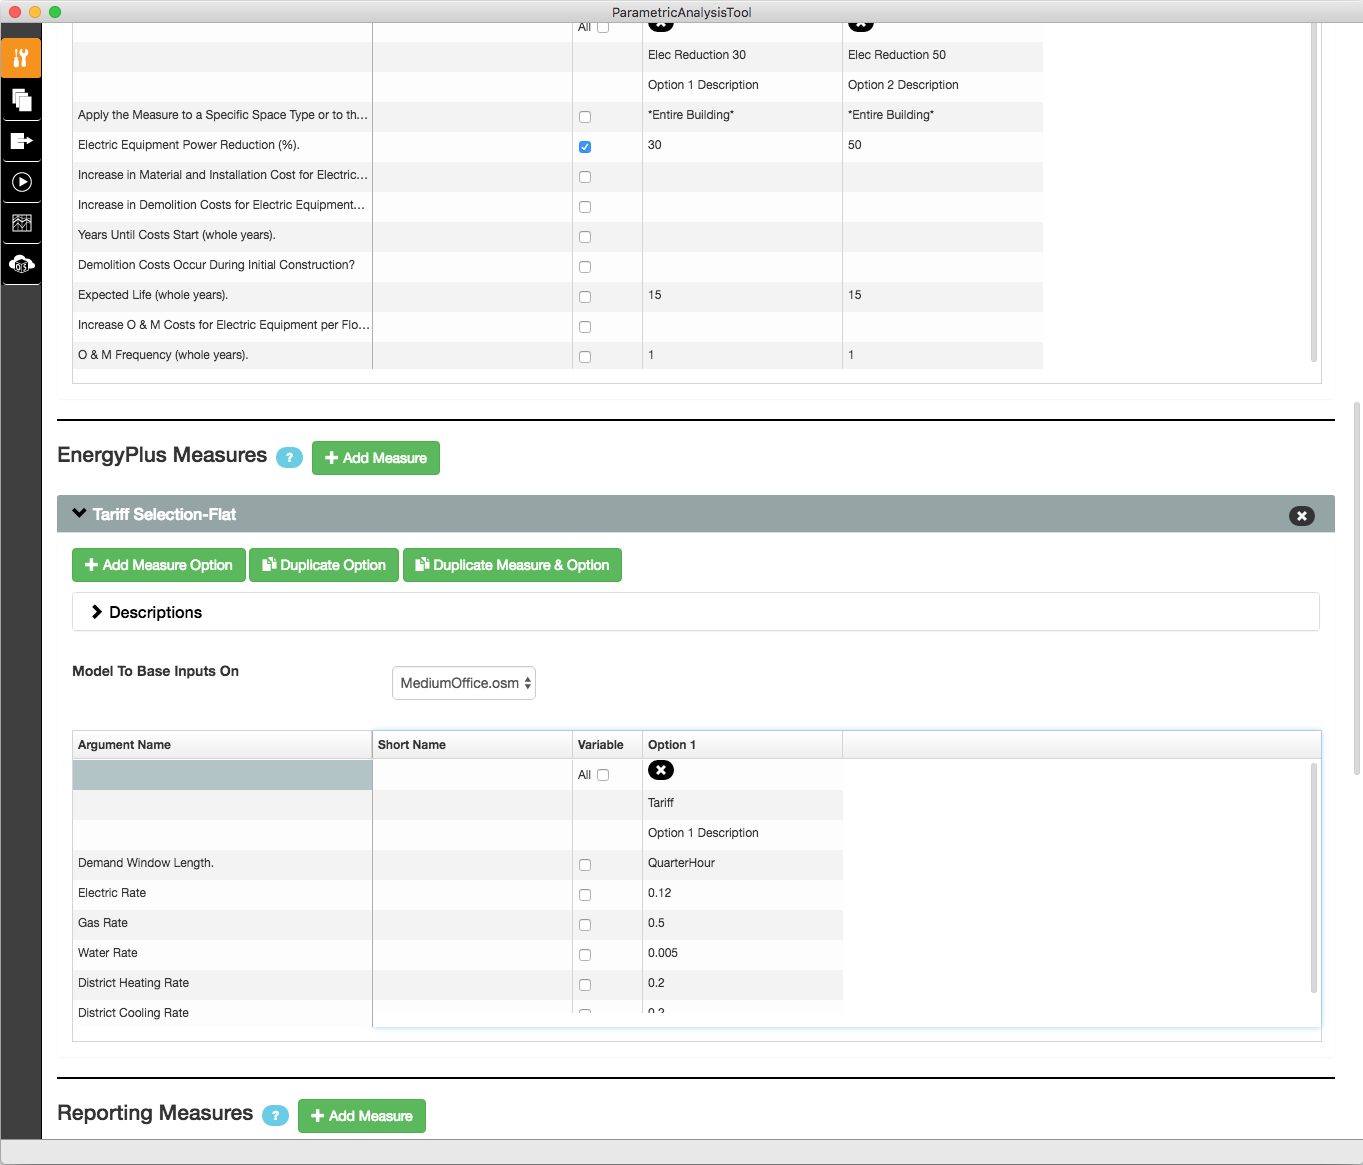 ParametricAnalysisTool
All
Elec Reduction 30 Elec Reduction 50
Option 1 Description Option 2 Description
Apply the Measure to a Specific Space Type or to th... *Entire Building* *Entire Building*
Electric Equipment Power Reduction (%). 30 50
Increase in Material and Installation Cost for Electric...
Increase in Demolition Costs for Electric Equipment...
Years Until Costs Start (whole years).
Demolition Costs Occur During Initial Construction?
Expected Life (whole years). 15 15
Increase O & M Costs for Electric Equipment per Flo...
O & M Frequency (whole years). 1 1
EnergyPlus Measures ? Add Measure
Tariff Selection-Flat
Add Measure Option Duplicate Option Duplicate Measure & Option
Descriptions
Model To Base Inputs On
MediumOffice.osm
Argument Name Short Name Variable Option 1
All
Tariff
Option 1 Description
Demand Window Length. QuarterHour
Electric Rate 0.12
Gas Rate 0.5
Water Rate 0.005
District Heating Rate 0.2
District Cooling Rate 0.2
Reporting Measures ? Add Measure